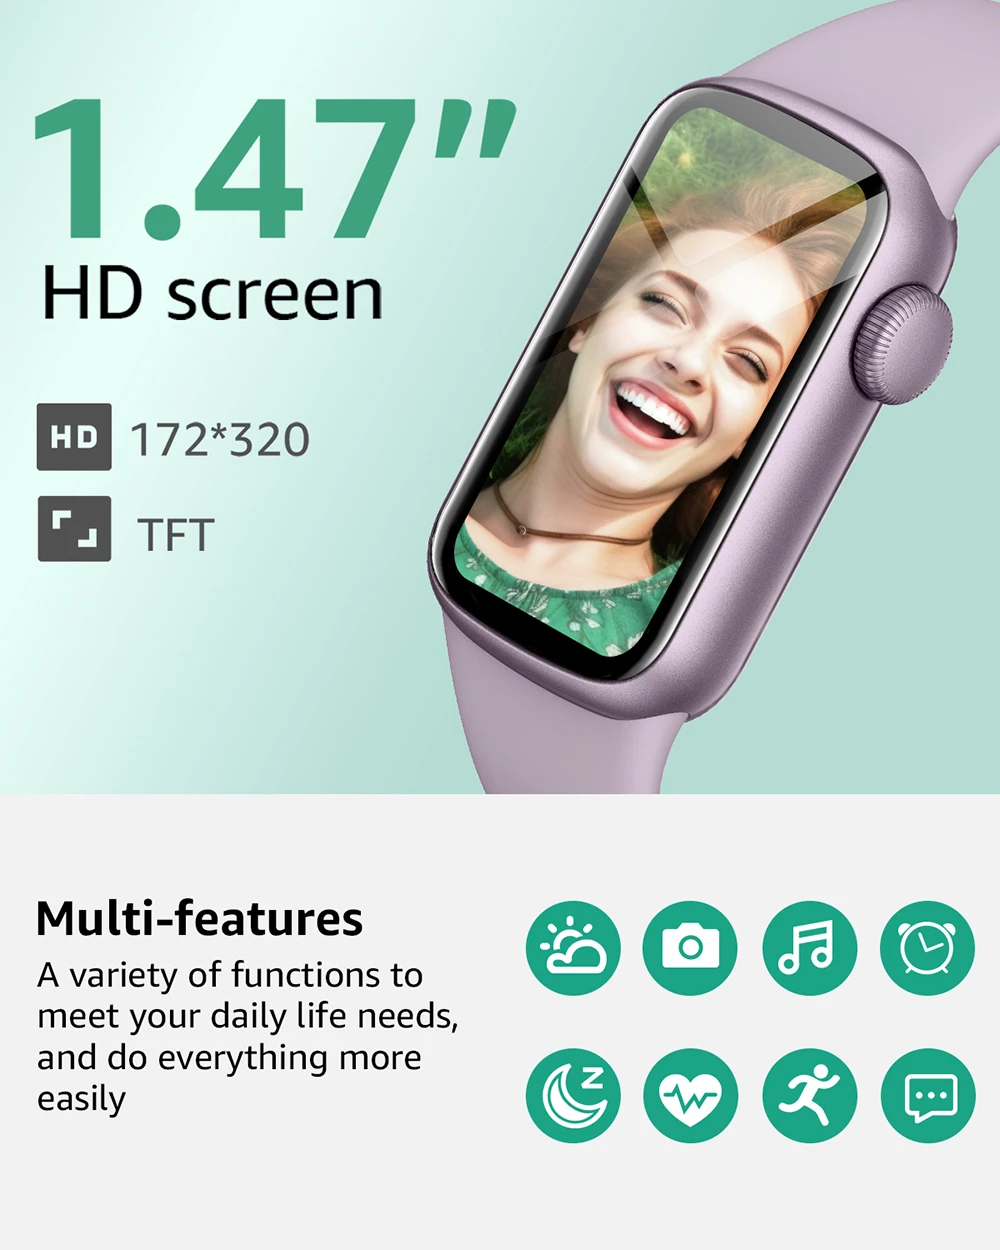 1.47"
HD screen
HD 172*320
TFT
Multi-features
A variety of functions to
meet your daily life needs,
and do everything more
easily
Z